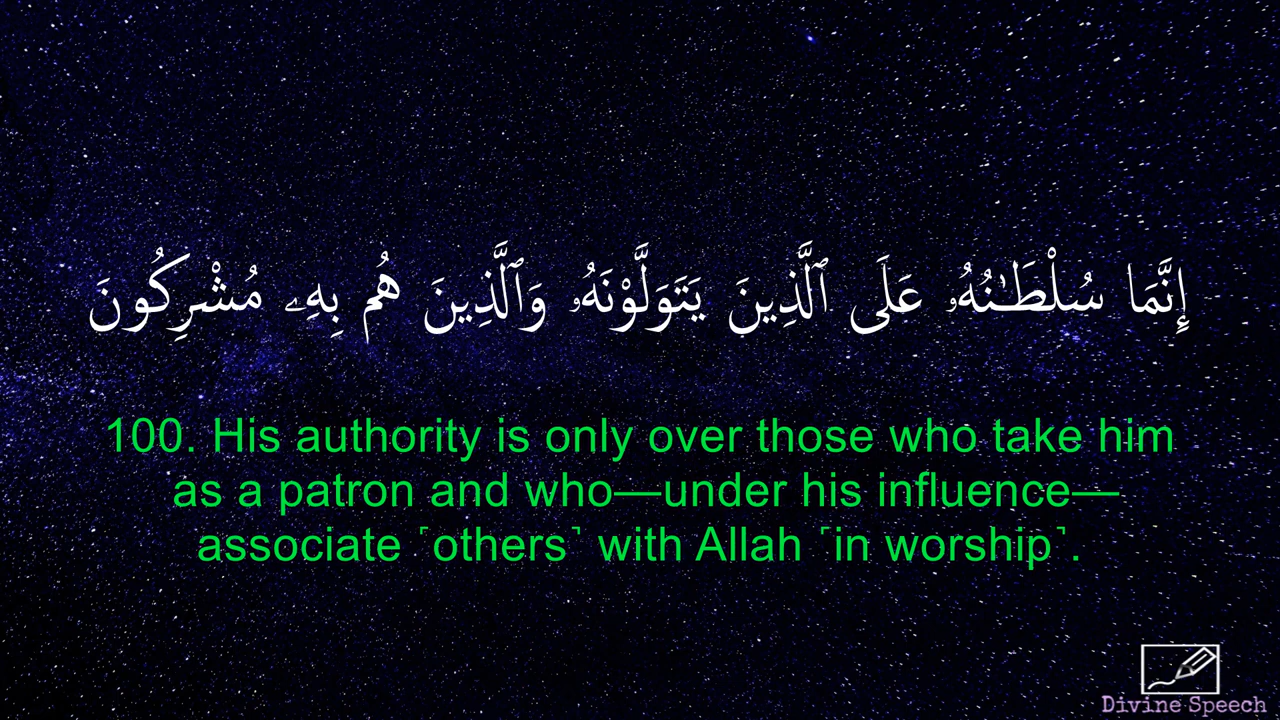 إِنَّمَا سُلْطَـٰنُهُۥ عَلَى ٱلَّذِينَ يَتَوَلَّوْنَهُۥ وَٱلَّذِينَ هُم بِهِۦ مُشْرِكُونَ
100. His authority is only over those who take him
as a patron and who—under his influence—
associate ˹others˺ with Allah ˹in worship˺.
Divine Speech